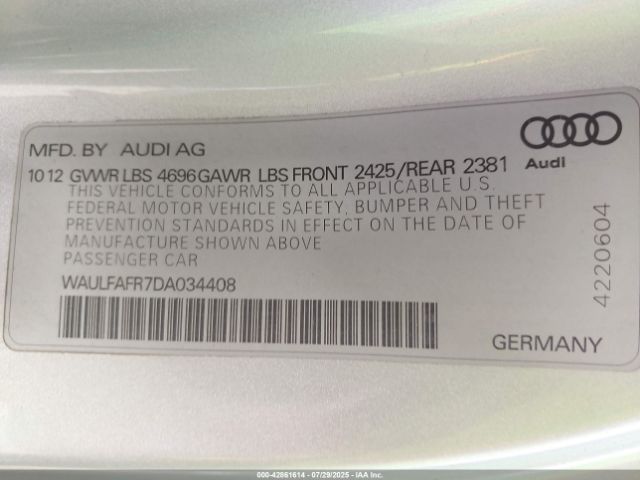 MFD. BY AUDI AG
10 12 GVWR LBS 4696 GAWR LBS FRONT 2425/REAR 2381
Audi
THIS VEHICLE CONFORMS TO ALL APPLICABLE U.S.
FEDERAL MOTOR VEHICLE SAFETY, BUMPER AND THEFT
PREVENTION STANDARDS IN EFFECT ON THE DATE OF
MANUFACTURE SHOWN ABOVE
PASSENGER CAR
WAULFAFR7DA034408
4220604
GERMANY
000-42861614 - 07/29/2025 - IAAI, Inc.